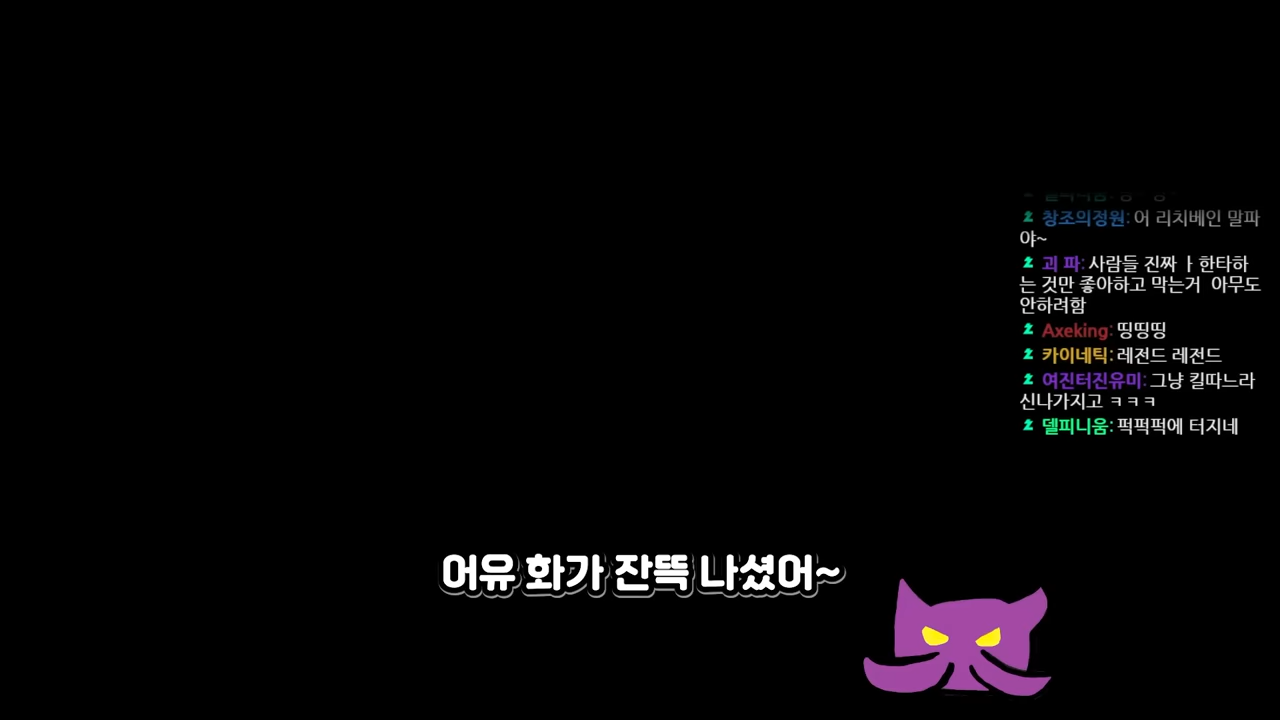 창조의정원: 어 리치베인 말파
야~
괴 파: 사람들 진짜 ㅏ한타하
는 것만 좋아하고 막는거 아무도
안하려함
Axeking: 띵띵띵
카이네틱: 레전드 레전드
여진터진유미: 그냥 킬따느라
신나가지고 ㅋㅋㅋ
델피니움: 퍽퍽퍽에 터지네
어유 화가 잔뜩 나셨어~